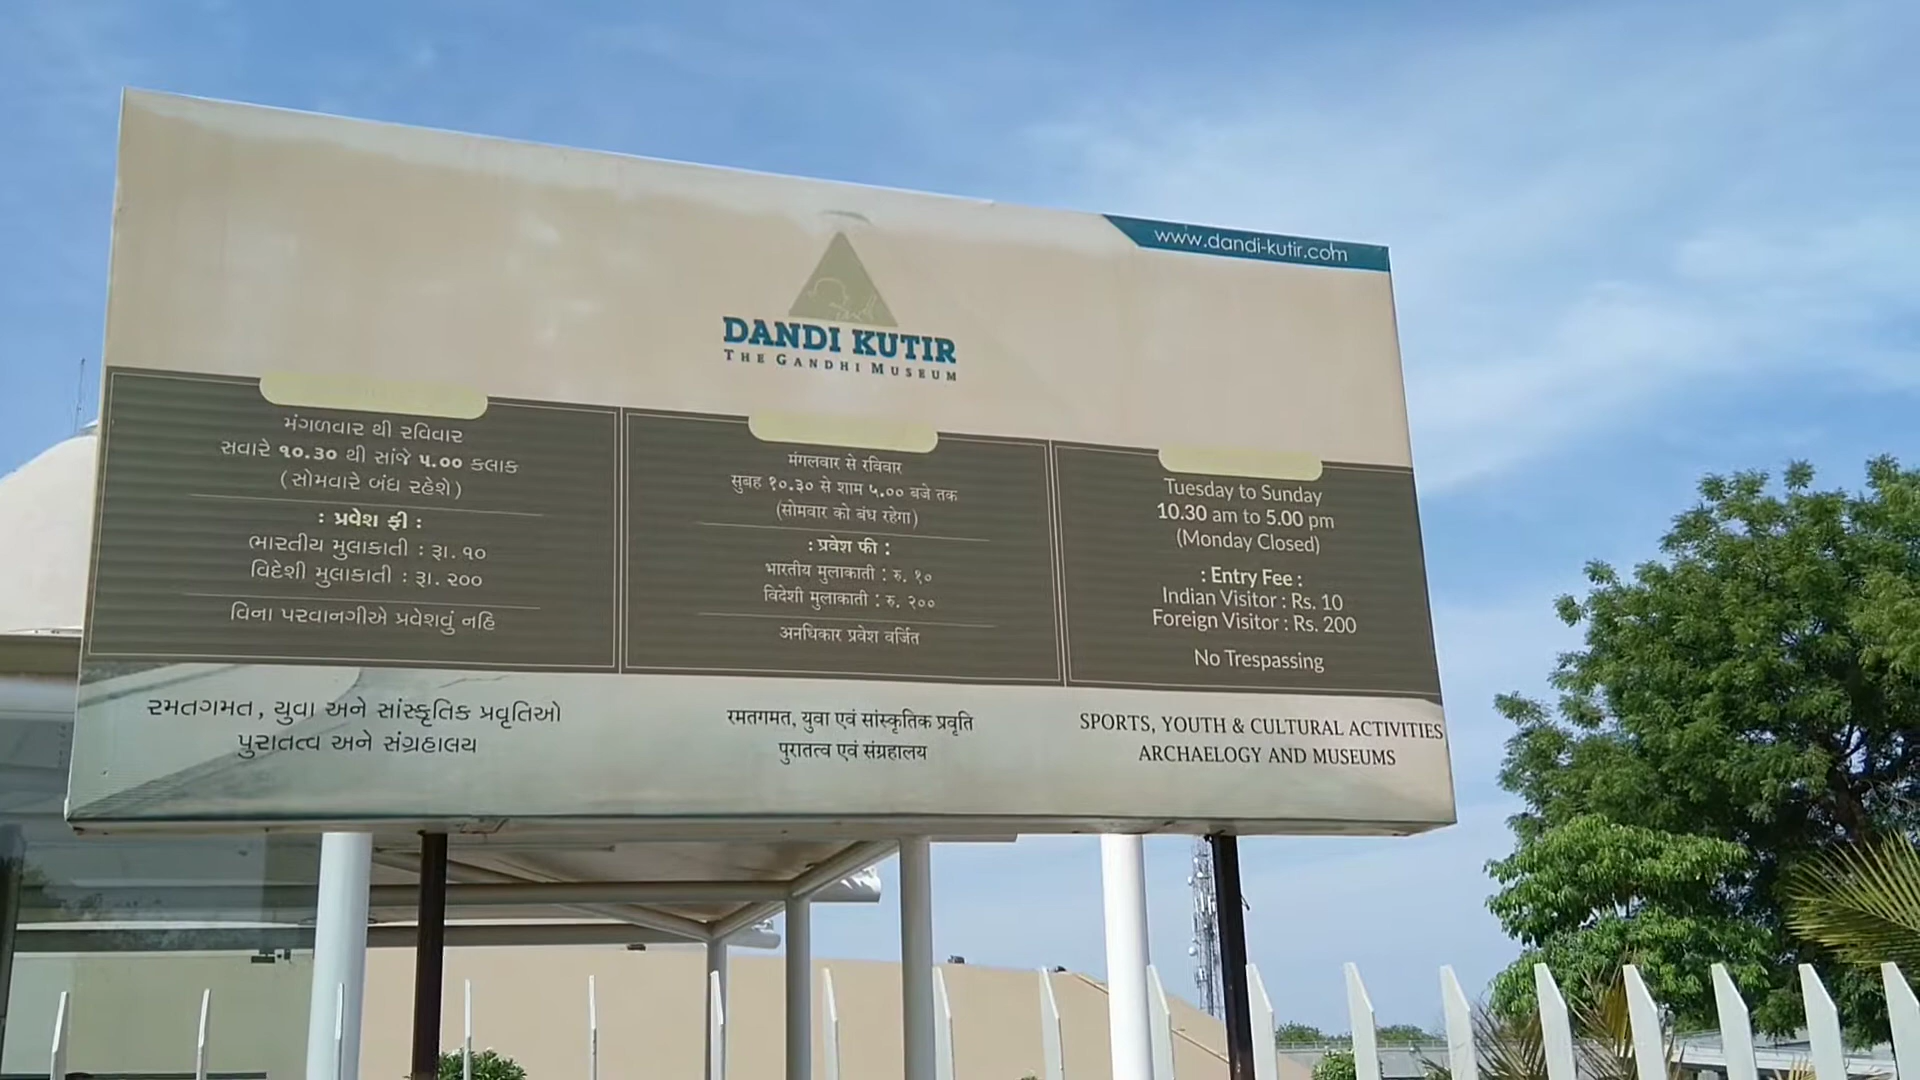 www.dandi-kutir.com
DANDI KUTIR
THE GANDHI MUSEUM
મંગળવાર થી રવિવાર
સવારે ૧૦.૩૦ થી સાંજે ૫.૦૦ કલાક
(સોમવારે બંધ રહેશે)
: પ્રવેશ ફી :
ભારતીય મુલાકાતી : રૂા. ૧૦
વિદેશી મુલાકાતી : રૂા. ૨૦૦
વિના પરવાનગીએ પ્રવેશવું નહિ
मंगलवार से रविवार
सुबह १०.३० से शाम ५.०० बजे तक
(सोमवार को बंध रहेगा)
: प्रवेश फी :
भारतीय मुलाकाती : रु. १०
विदेशी मुलाकाती : रु. २००
अनधिकार प्रवेश वर्जित
Tuesday to Sunday
10.30 am to 5.00 pm
(Monday Closed)
: Entry Fee :
Indian Visitor : Rs. 10
Foreign Visitor : Rs. 200
No Trespassing
રમતગમત, યુવા અને સાંસ્કૃતિક પ્રવૃતિઓ
પુરાતત્વ અને સંગ્રહાલય
रमतगमत, युवा एवं सांस्कृतिक प्रवृति
पुरातत्व एवं संग्रहालय
SPORTS, YOUTH & CULTURAL ACTIVITIES
ARCHAELOGY AND MUSEUMS